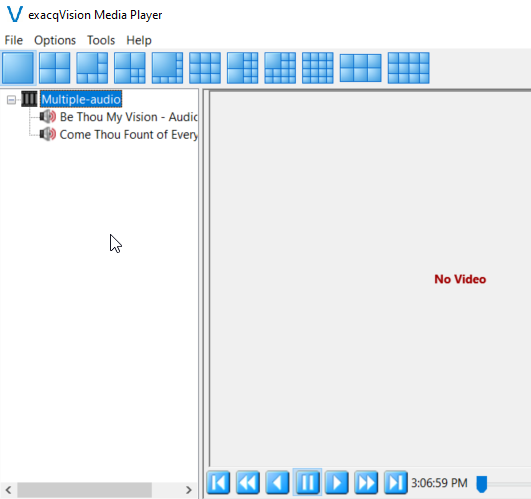 exacqVision Media Player
File Options Tools Help
Multiple-audio
Be Thou My Vision - Audio
Come Thou Fount of Every
No Video
3:06:59 PM